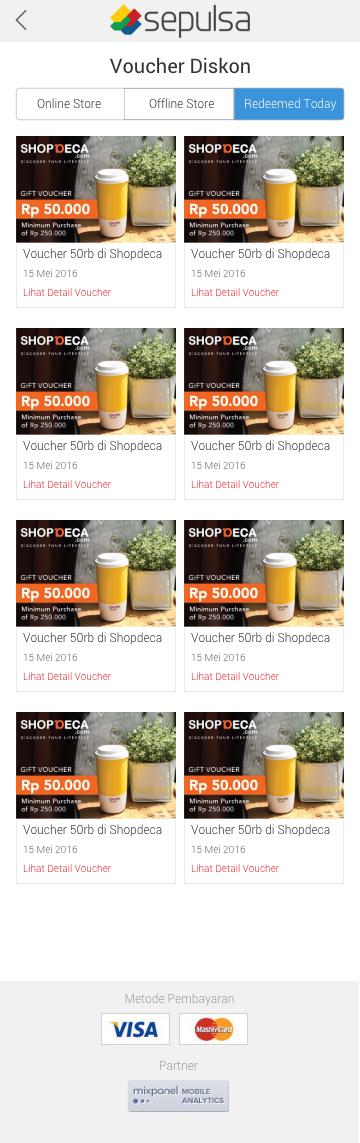 sepulsa
Voucher Diskon
Online Store
Offline Store
Redeemed Today
SHOPDECA
.com
DISCOVER YOUR LIFESTYLE
GIFT VOUCHER
Rp 50.000
Minimum Purchase
of Rp 250.000
Voucher 50rb di Shopdeca
15 Mei 2016
Lihat Detail Voucher
SHOPDECA
.com
DISCOVER YOUR LIFESTYLE
GIFT VOUCHER
Rp 50.000
Minimum Purchase
of Rp 250.000
Voucher 50rb di Shopdeca
15 Mei 2016
Lihat Detail Voucher
SHOPDECA
.com
DISCOVER YOUR LIFESTYLE
GIFT VOUCHER
Rp 50.000
Minimum Purchase
of Rp 250.000
Voucher 50rb di Shopdeca
15 Mei 2016
Lihat Detail Voucher
SHOPDECA
.com
DISCOVER YOUR LIFESTYLE
GIFT VOUCHER
Rp 50.000
Minimum Purchase
of Rp 250.000
Voucher 50rb di Shopdeca
15 Mei 2016
Lihat Detail Voucher
SHOPDECA
.com
DISCOVER YOUR LIFESTYLE
GIFT VOUCHER
Rp 50.000
Minimum Purchase
of Rp 250.000
Voucher 50rb di Shopdeca
15 Mei 2016
Lihat Detail Voucher
SHOPDECA
.com
DISCOVER YOUR LIFESTYLE
GIFT VOUCHER
Rp 50.000
Minimum Purchase
of Rp 250.000
Voucher 50rb di Shopdeca
15 Mei 2016
Lihat Detail Voucher
SHOPDECA
.com
DISCOVER YOUR LIFESTYLE
GIFT VOUCHER
Rp 50.000
Minimum Purchase
of Rp 250.000
Voucher 50rb di Shopdeca
15 Mei 2016
Lihat Detail Voucher
SHOPDECA
.com
DISCOVER YOUR LIFESTYLE
GIFT VOUCHER
Rp 50.000
Minimum Purchase
of Rp 250.000
Voucher 50rb di Shopdeca
15 Mei 2016
Lihat Detail Voucher
Metode Pembayaran
VISA
MasterCard
Partner
mixpanel MOBILE
ANALYTICS